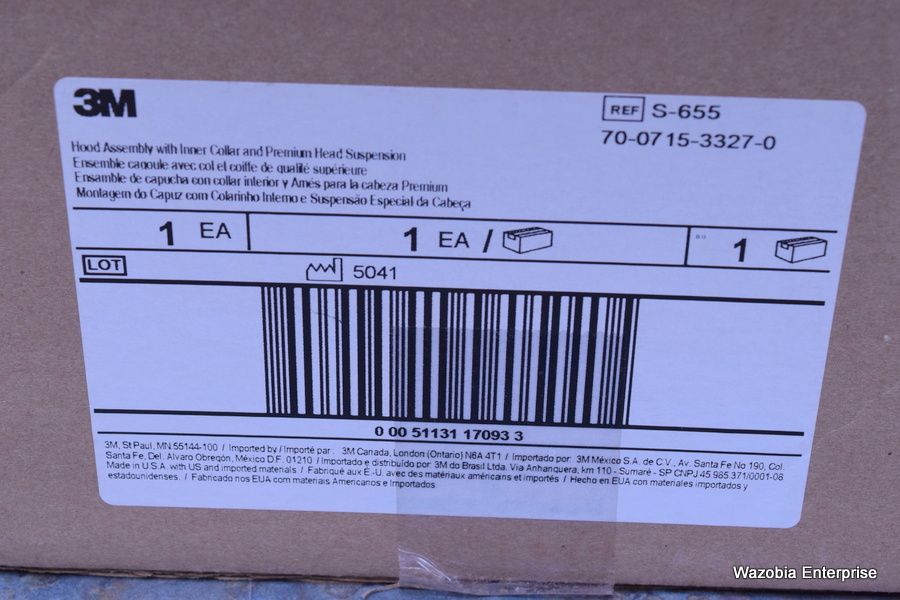 3M
REF S-655
70-0715-3327-0
Hood Assembly with Inner Collar and Premium Head Suspension
Ensemble cagoule avec col et coiffe de qualité supérieure
Ensamble de capucha con collar interior y Arnés para la cabeza Premium
Montagem do Capuz com Colarinho Interno e Suspensão Especial da Cabeça
1 EA
1 EA /
1
LOT
5041
0 00 51131 17093 3
3M, St Paul, MN 55144-100 / Imported by / Importé par : 3M Canada, London (Ontario) N6A 4T1 / Importado por: 3M México S.A. de C.V., Av. Santa Fe No 190, Col.
Santa Fe, Del. Alvaro Obregón, México D.F. 01210 / Importado e distribuído por: 3M do Brasil Ltda. Via Anhanquera, km 110 - Sumaré - SP CNPJ 45.985.371/0001-08
Made in U.S.A. with US and imported materials. / Fabriqué aux É.-U. avec des matériaux américains et importés / Hecho en EUA con materiales importados y
estadounidenses. / Fabricado nos EUA com materiais Americanos e Importados
Wazobia Enterprise